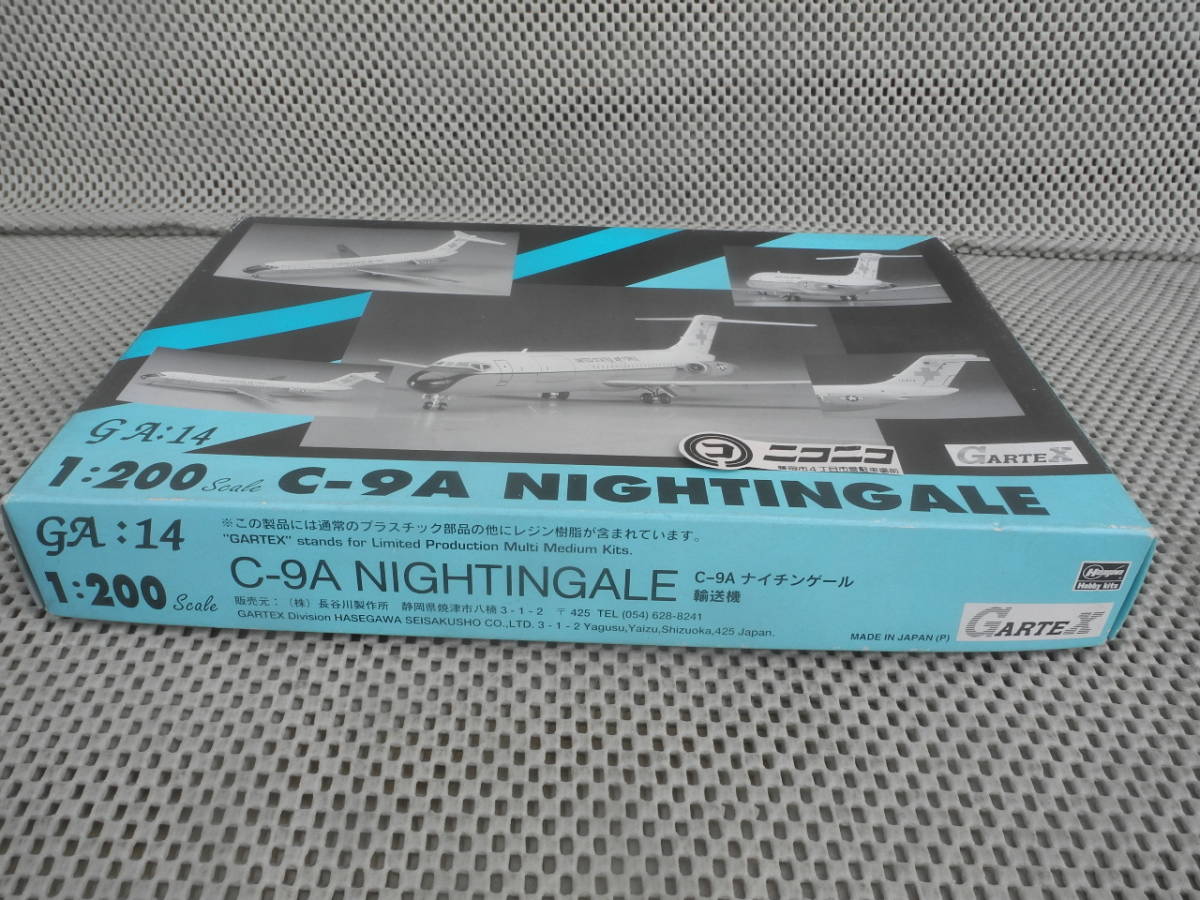 GA:14
1:200 Scale C-9A NIGHTINGALE
コ ニコニコ
GARTEX
GA:14
1:200 Scale
※この製品には通常のプラスチック部品の他にレジン樹脂が含まれています。
"GARTEX" stands for Limited Production Multi Medium Kits.
C-9A NIGHTINGALE C-9A ナイチンゲール
輸送機
販売元:(株)長谷川製作所 静岡県焼津市八楠3-1-2 〒425 TEL (054) 628-8241
GARTEX Division HASEGAWA SEISAKUSHO CO.,LTD. 3-1-2 Yagusu,Yaizu,Shizuoka,425 Japan.
MADE IN JAPAN (P)
Hasegawa
Hobby kits
GARTEX